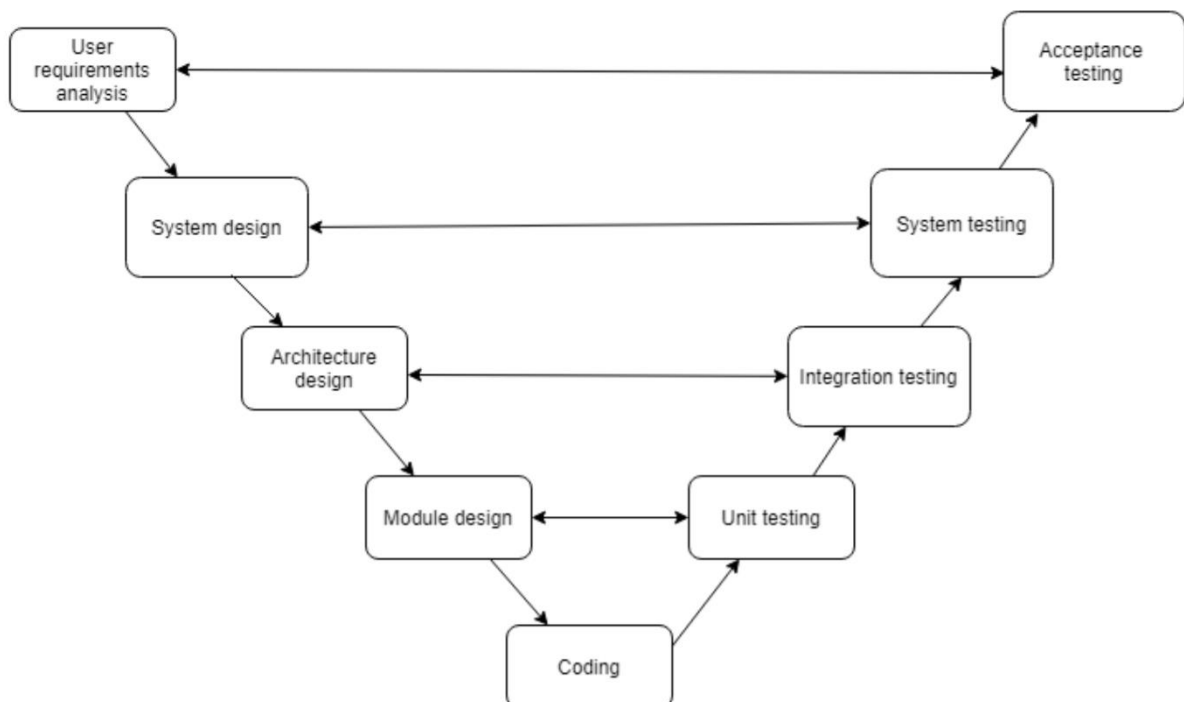 User
requirements
analysis
Acceptance
testing
System design
System testing
Architecture
design
Integration testing
Module design
Unit testing
Coding